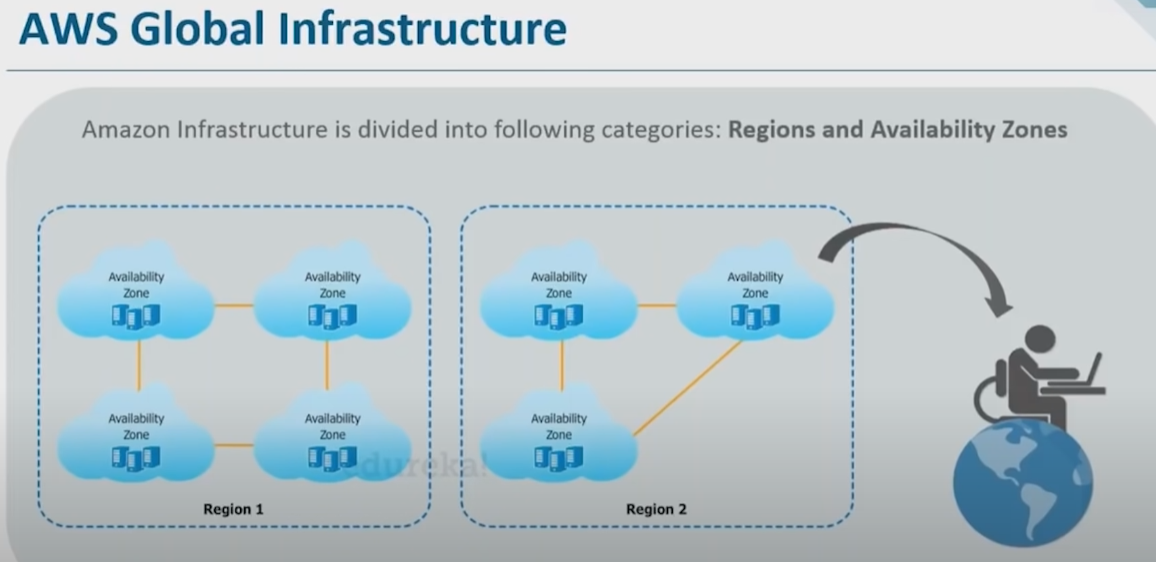 AWS Global Infrastructure
Amazon Infrastructure is divided into following categories: Regions and Availability Zones
Availability
Zone
Availability
Zone
Availability
Zone
Availability
Zone
Region 1
Availability
Zone
Availability
Zone
Availability
Zone
Region 2
edureka!